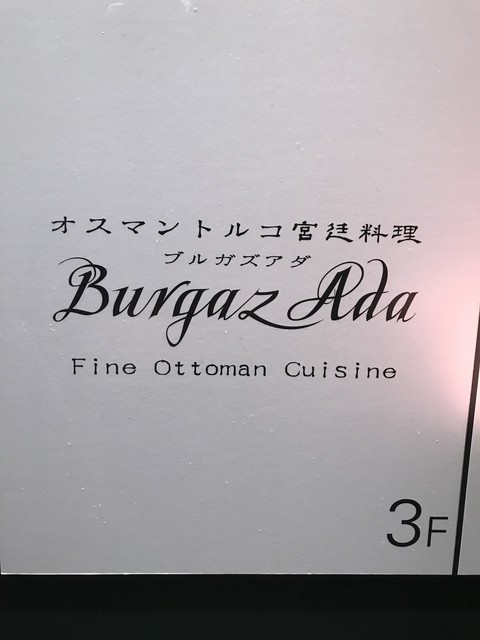 オスマントルコ宮廷料理
ブルガズアダ
Burgaz Ada
Fine Ottoman Cuisine
3F